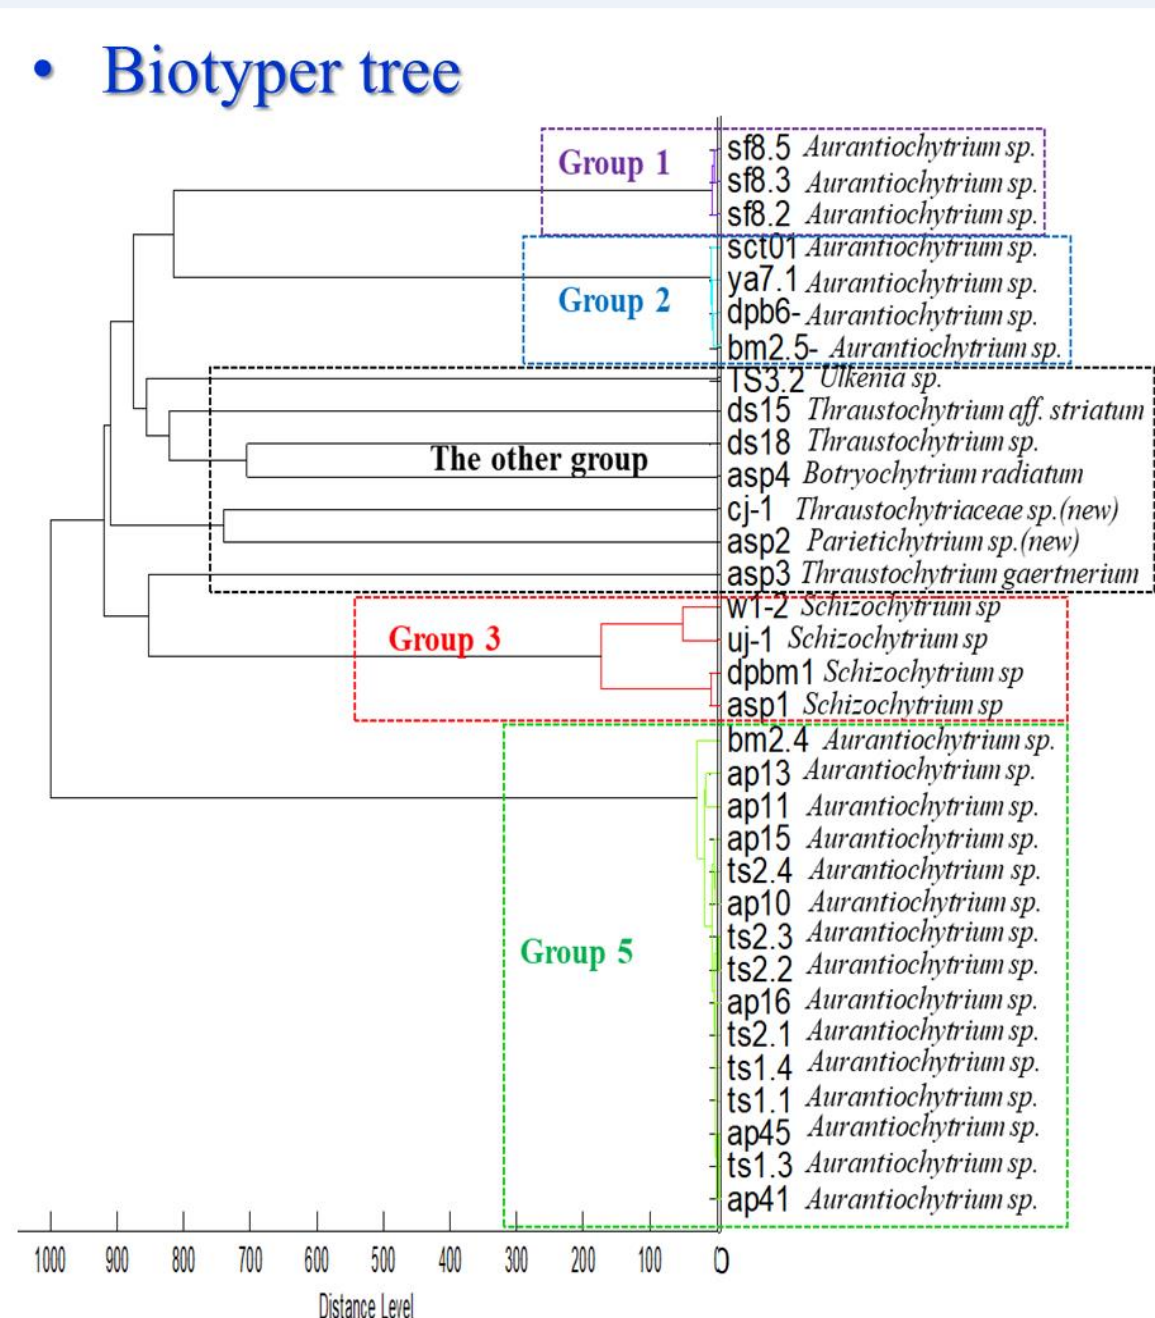 • Biotyper tree
Group 1
sf8.5 Aurantiochytrium sp.
sf8.3 Aurantiochytrium sp.
sf8.2 Aurantiochytrium sp.
sct01 Aurantiochytrium sp.
ya7.1 Aurantiochytrium sp.
Group 2
dpb6- Aurantiochytrium sp.
bm2.5- Aurantiochytrium sp.
TS3.2 Ulkenia sp.
ds15 Thraustochytrium aff. striatum
ds18 Thraustochytrium sp.
The other group
asp4 Botryochytrium radiatum
cj-1 Thraustochytriaceae sp.(new)
asp2 Parietichytrium sp.(new)
asp3 Thraustochytrium gaertnerium
w1-2 Schizochytrium sp
Group 3
uj-1 Schizochytrium sp
dpbm1 Schizochytrium sp
asp1 Schizochytrium sp
bm2.4 Aurantiochytrium sp.
ap13 Aurantiochytrium sp.
ap11 Aurantiochytrium sp.
ap15 Aurantiochytrium sp.
ts2.4 Aurantiochytrium sp.
ap10 Aurantiochytrium sp.
ts2.3 Aurantiochytrium sp.
Group 5
ts2.2 Aurantiochytrium sp.
ap16 Aurantiochytrium sp.
ts2.1 Aurantiochytrium sp.
ts1.4 Aurantiochytrium sp.
ts1.1 Aurantiochytrium sp.
ap45 Aurantiochytrium sp.
ts1.3 Aurantiochytrium sp.
ap41 Aurantiochytrium sp.
1000 900 800 700 600 500 400 300 200 100 0
Distance Level